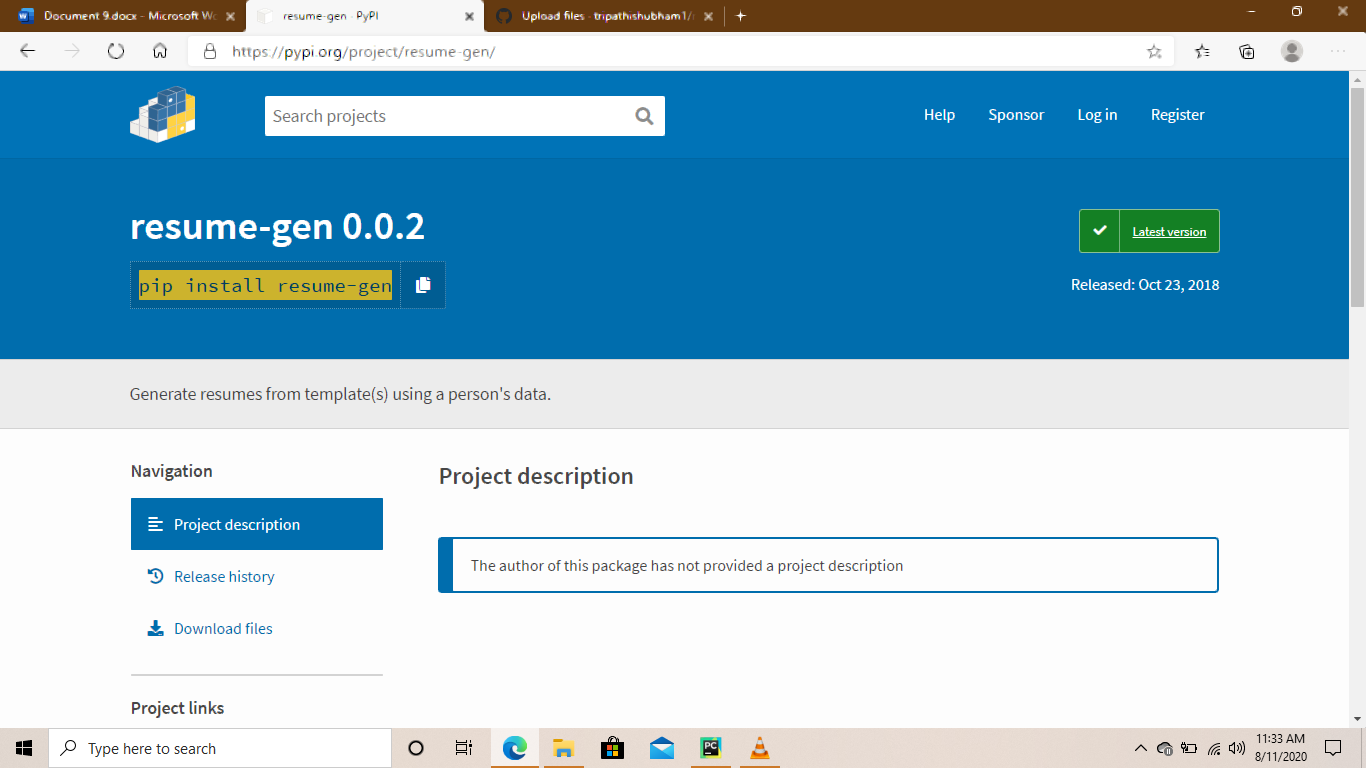 Document 9.docx - Microsoft Wo
resume-gen · PyPI
Upload files · tripathishubham1/
https://pypi.org/project/resume-gen/
Search projects
Help
Sponsor
Log in
Register
resume-gen 0.0.2
Latest version
pip install resume-gen
Released: Oct 23, 2018
Generate resumes from template(s) using a person's data.
Navigation
Project description
Release history
Download files
Project links
Project description
The author of this package has not provided a project description
Type here to search
PC
11:33 AM
8/11/2020